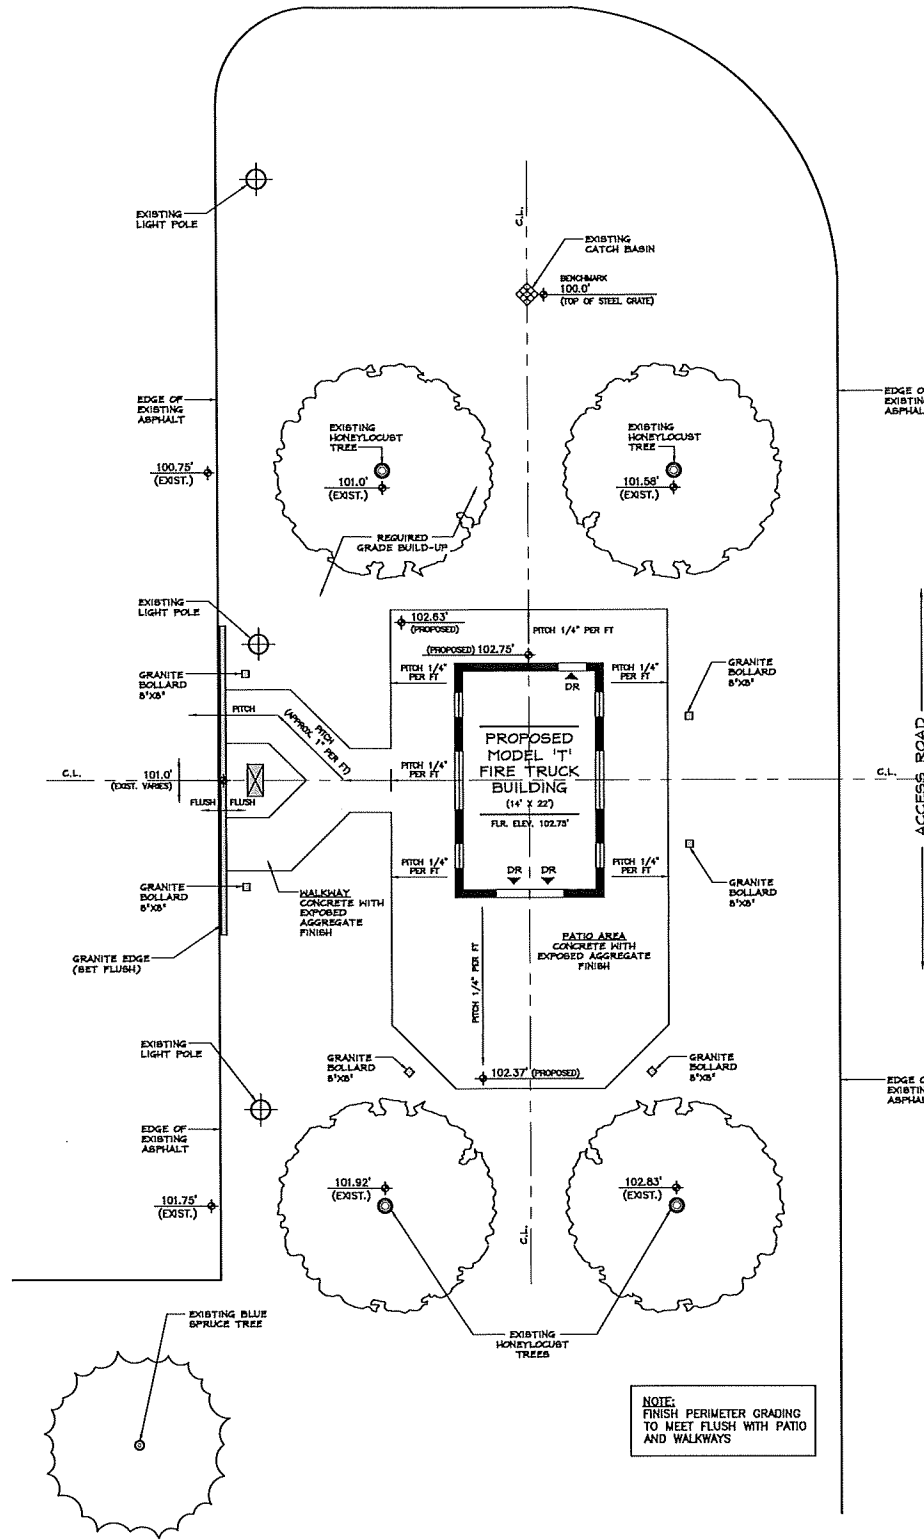 EXISTING
LIGHT POLE
C.L.
EXISTING
CATCH BASIN
BENCHMARK
100.0'
(TOP OF STEEL GRATE)
EDGE OF
EXISTING
ASPHALT
EDGE OF
EXISTING
ASPHALT
EXISTING
HONEYLOCUST
TREE
EXISTING
HONEYLOCUST
TREE
100.75'
(EXIST.)
101.0'
(EXIST.)
101.58'
(EXIST.)
REQUIRED
GRADE BUILD-UP
EXISTING
LIGHT POLE
102.63'
(PROPOSED)
PITCH 1/4" PER FT
(PROPOSED) 102.75'
GRANITE
BOLLARD
8"X8"
PITCH 1/4"
PER FT
DR
PITCH 1/4"
PER FT
GRANITE
BOLLARD
8"X8"
PITCH
PITCH
(APPROX. 1" PER FT)
PROPOSED
MODEL 'T'
FIRE TRUCK
BUILDING
(14' X 22')
FLR. ELEV. 102.75'
C.L.
101.0'
(EXIST. VARIES)
PITCH 1/4"
PER FT
C.L.
ACCESS ROAD
FLUSH
FLUSH
GRANITE
BOLLARD
8"X8"
WALKWAY
CONCRETE WITH
EXPOSED
AGGREGATE
FINISH
PITCH 1/4"
PER FT
DR
DR
PITCH 1/4"
PER FT
GRANITE
BOLLARD
8"X8"
GRANITE EDGE
(SET FLUSH)
PITCH 1/4" PER FT
PATIO AREA
CONCRETE WITH
EXPOSED AGGREGATE
FINISH
EXISTING
LIGHT POLE
GRANITE
BOLLARD
8"X8"
102.37' (PROPOSED)
GRANITE
BOLLARD
8"X8"
EDGE OF
EXISTING
ASPHALT
EDGE O
EXISTING
ASPHAL
101.75'
(EXIST.)
101.92'
(EXIST.)
102.83'
(EXIST.)
C.L.
EXISTING BLUE
SPRUCE TREE
EXISTING
HONEYLOCUST
TREES
NOTE:
FINISH PERIMETER GRADING
TO MEET FLUSH WITH PATIO
AND WALKWAYS